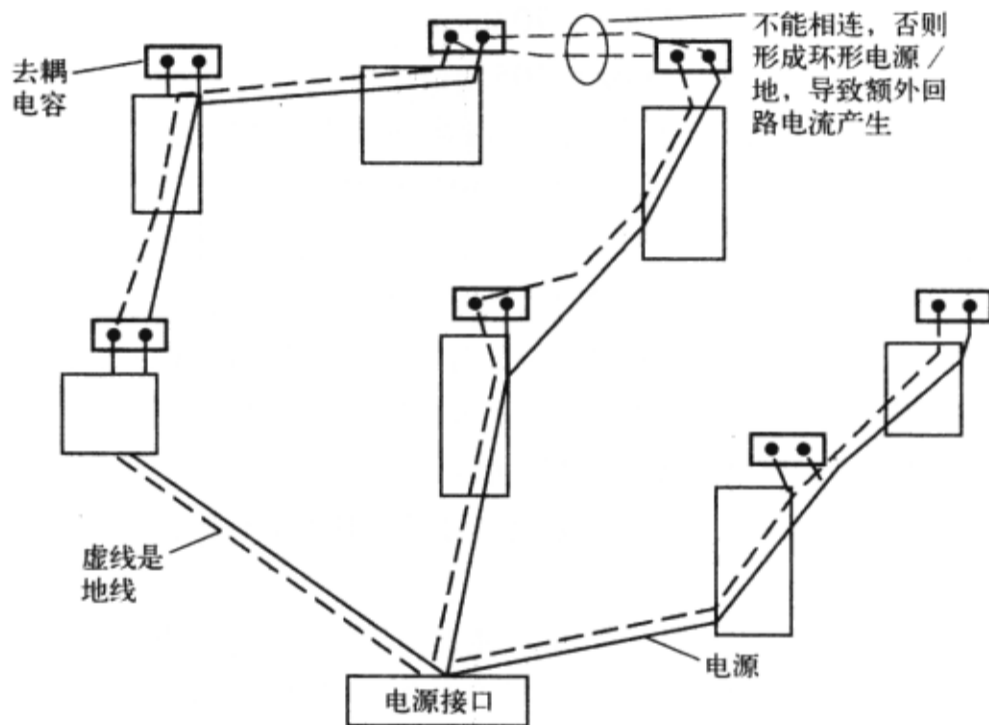 不能相连，否则
形成环形电源／
地，导致额外回
路电流产生
去耦
电容
虚线是
地线
电源
电源接口